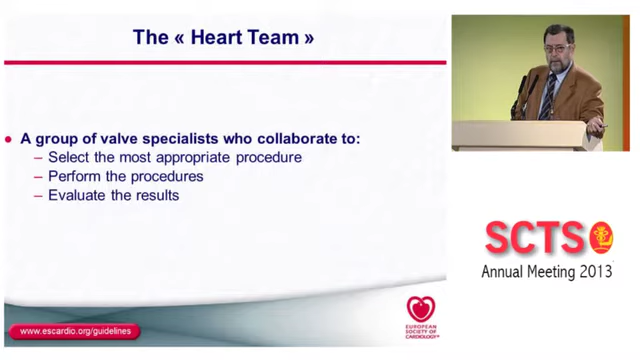 The « Heart Team »
A group of valve specialists who collaborate to:
– Select the most appropriate procedure
– Perform the procedures
– Evaluate the results
www.escardio.org/guidelines
EUROPEAN
SOCIETY OF
CARDIOLOGY®
SCTS
Annual Meeting 2013